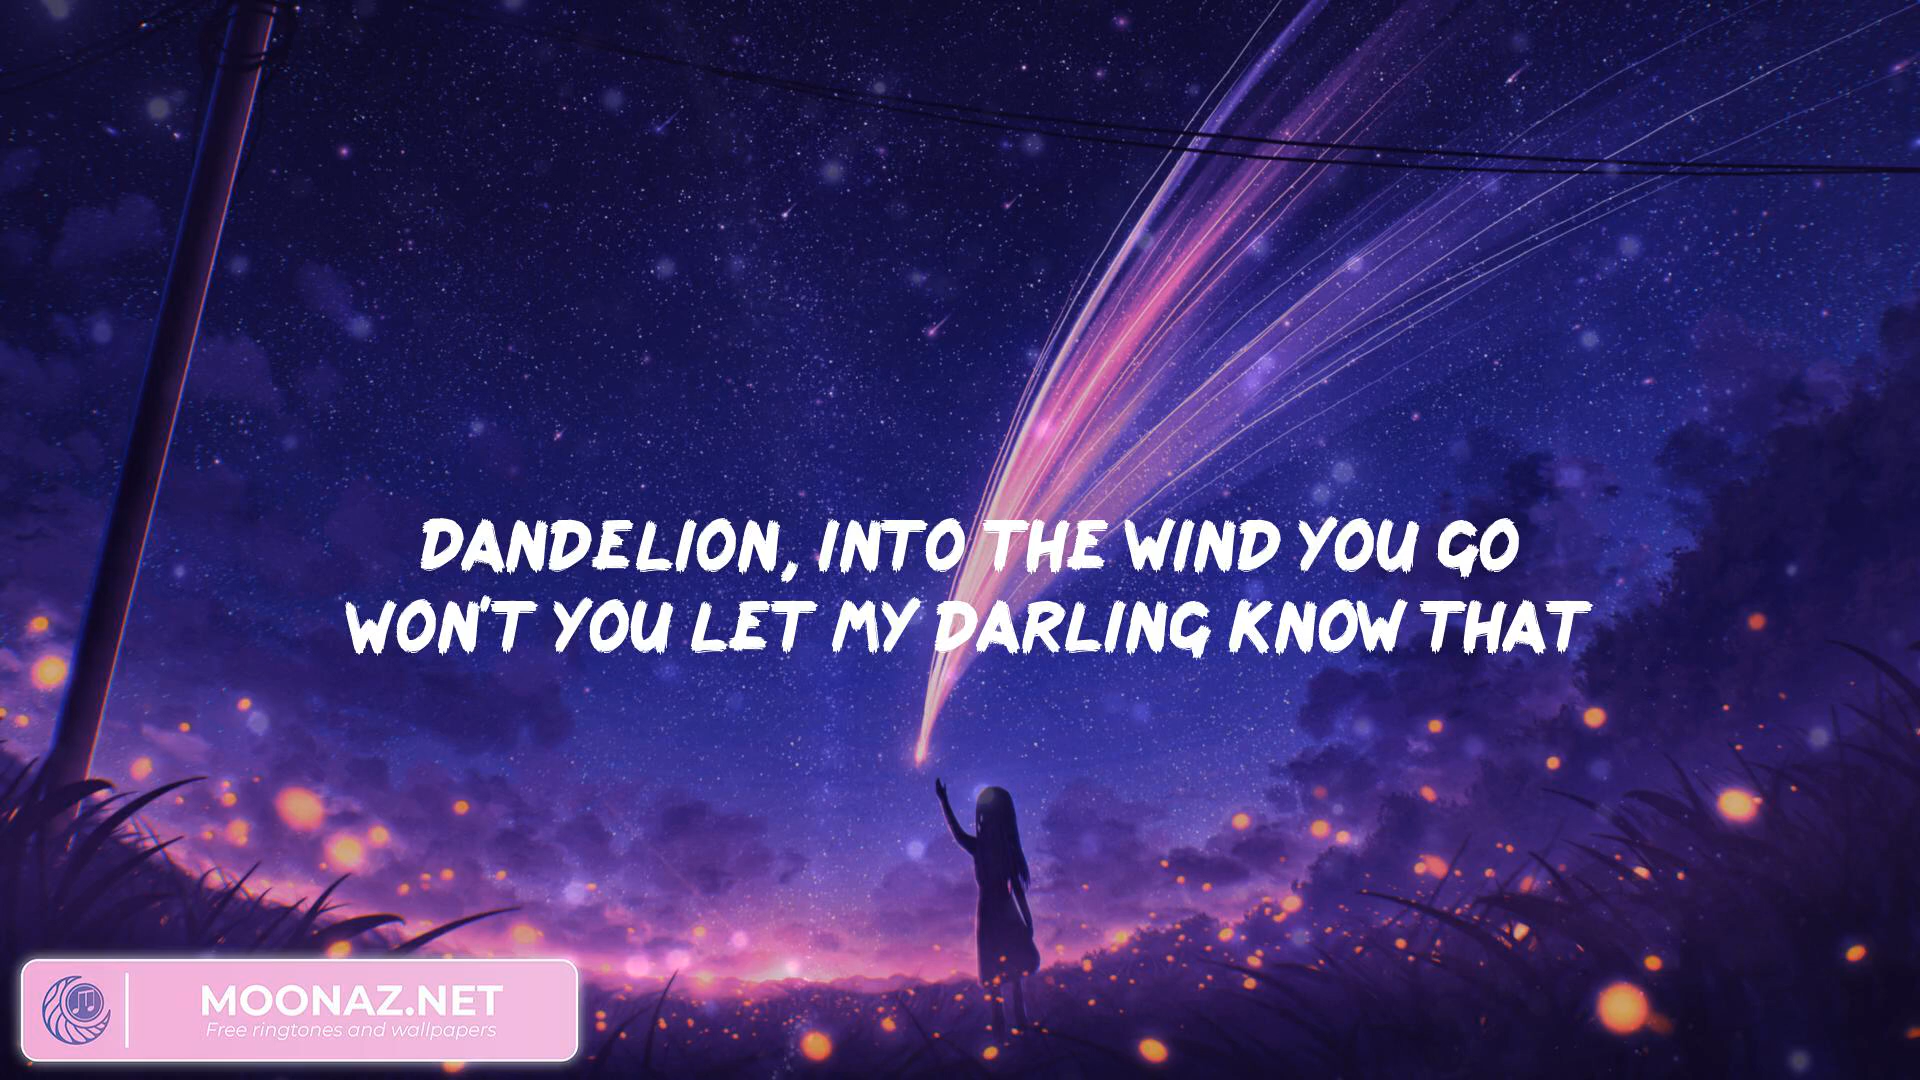 DANDELION, INTO THE WIND YOU GO
WON'T YOU LET MY DARLING KNOW THAT
MOONAZ.NET
Free ringtones and wallpapers